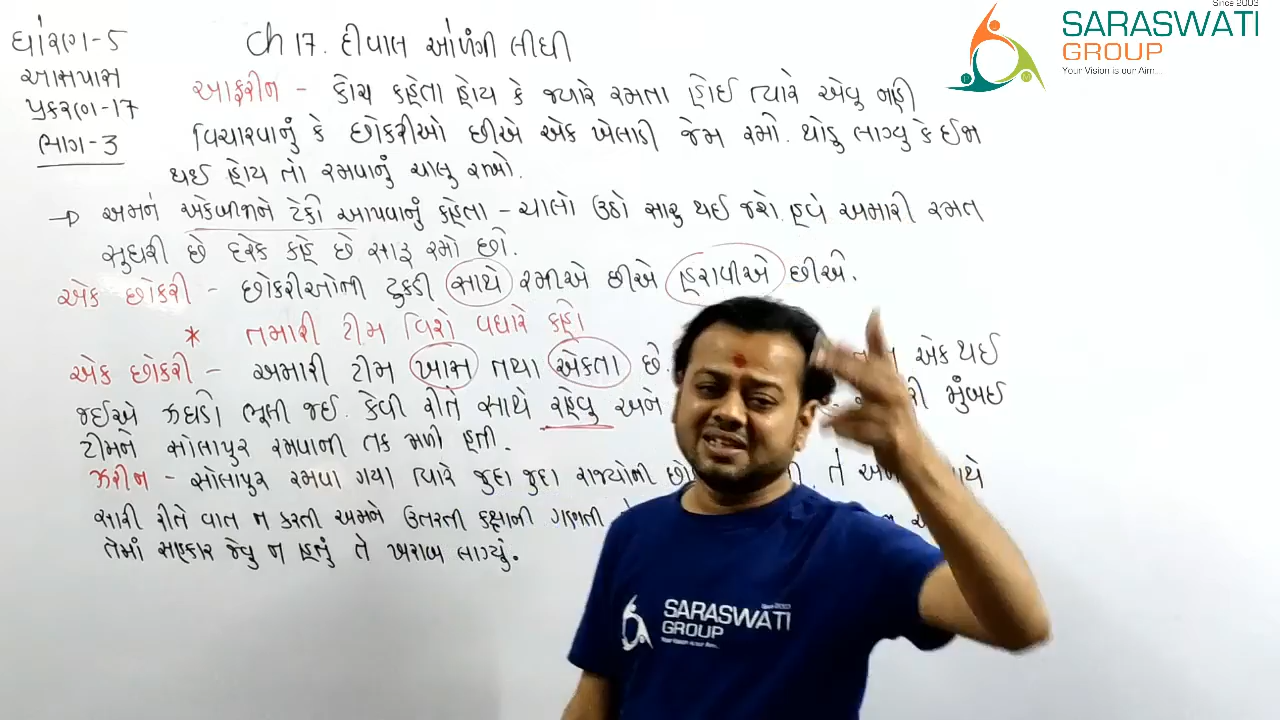 ધોરણ-5
આસપાસ
પ્રકરણ-17
ભાગ-3
Ch 17. દીવાલ ઓળંગી લીધી
આફરીન - કોચ કહેતા હોય કે જ્યારે રમતા હોઈ ત્યારે એવુ નહી
વિચારવાનું કે છોકરીઓ છીએ એક ખેલાડી જેમ રમો. થોડુ લાગ્યુ કે ઈજા
થઈ હોય તો રમવાનું ચાલુ રાખો.
→ અમને એકબીજાને ટેકો આપવાનું કહેતા - ચાલો ઉઠો સારુ થઈ જશે. હવે અમારી રમત
સુધરી છે દરેક કહે છે સારૂ રમો છો.
એક છોકરી - છોકરીઓની ટુકડી સાથે રમીએ છીએ હરાવીએ છીએ.
* તમારી ટીમ વિશે વધારે કહો
એક છોકરી - અમારી ટીમ ખાસ તથા એકતા છે. એક થઈ
જઈએ ઝઘડો ભૂલી જઈ. કેવી રીતે સાથે રહેવુ અને મુંબઈ
ટીમને સોલાપુર રમવાની તક મળી હતી.
ઝરીન - સોલાપુર રમવા ગયા ત્યારે જુદા જુદા રાજ્યોની તે
સારી રીતે વાત ન કરતી અમને ઉતરતી કક્ષાની ગણતી
તેમાં સહકાર જેવુ ન હતું તે ખરાબ લાગ્યું.
Since 2003
SARASWATI
GROUP
Your Vision is our Aim...
SARASWATI
GROUP